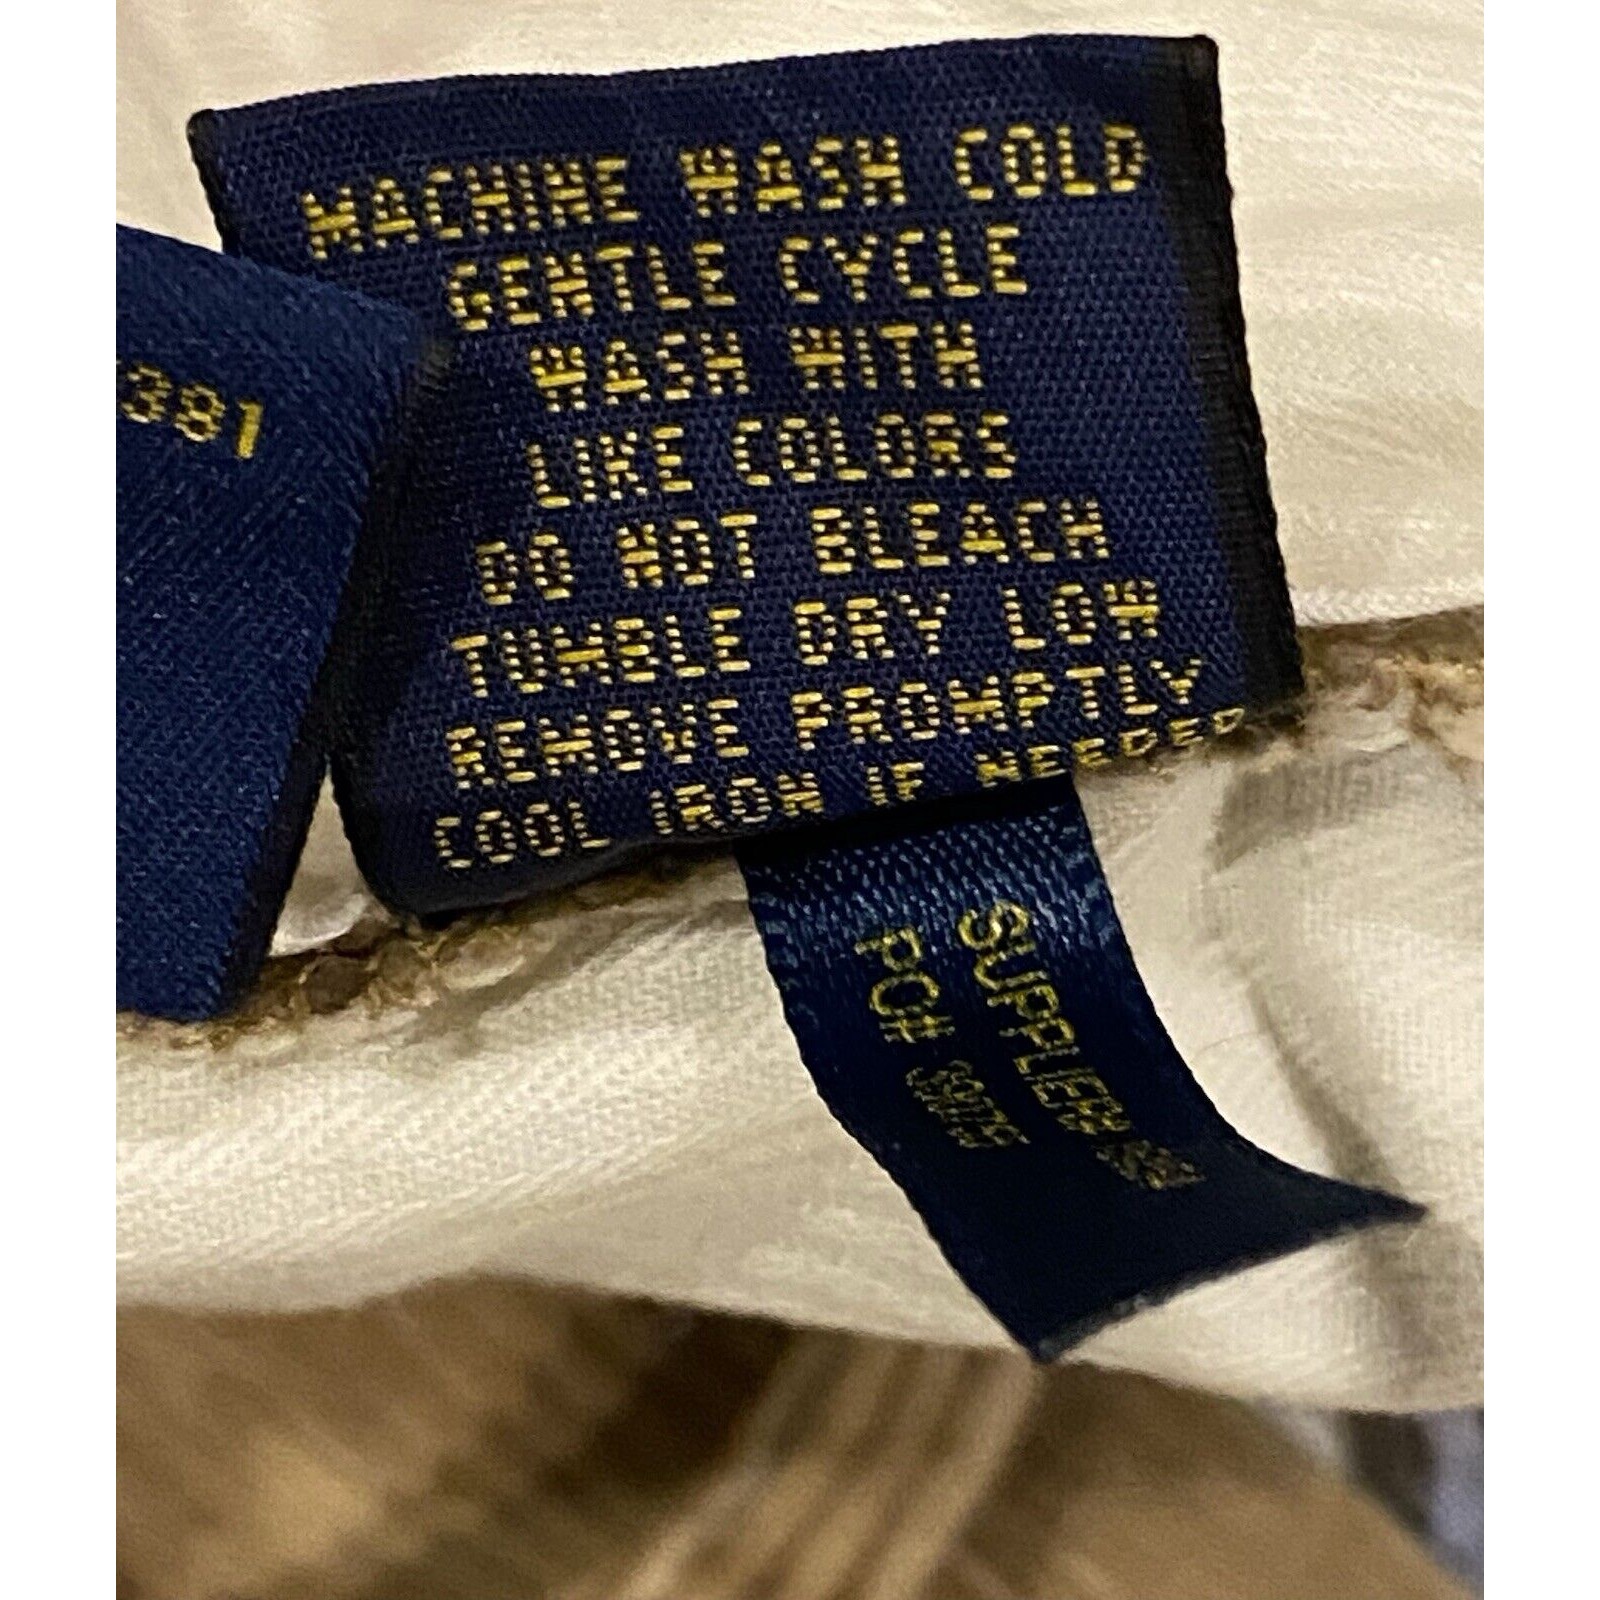 MACHINE WASH COLD
GENTLE CYCLE
WASH WITH
LIKE COLORS
DO NOT BLEACH
TUMBLE DRY LOW
REMOVE PROMPTLY
COOL IRON IF NEEDED
381
SUPPLIER#
PO#